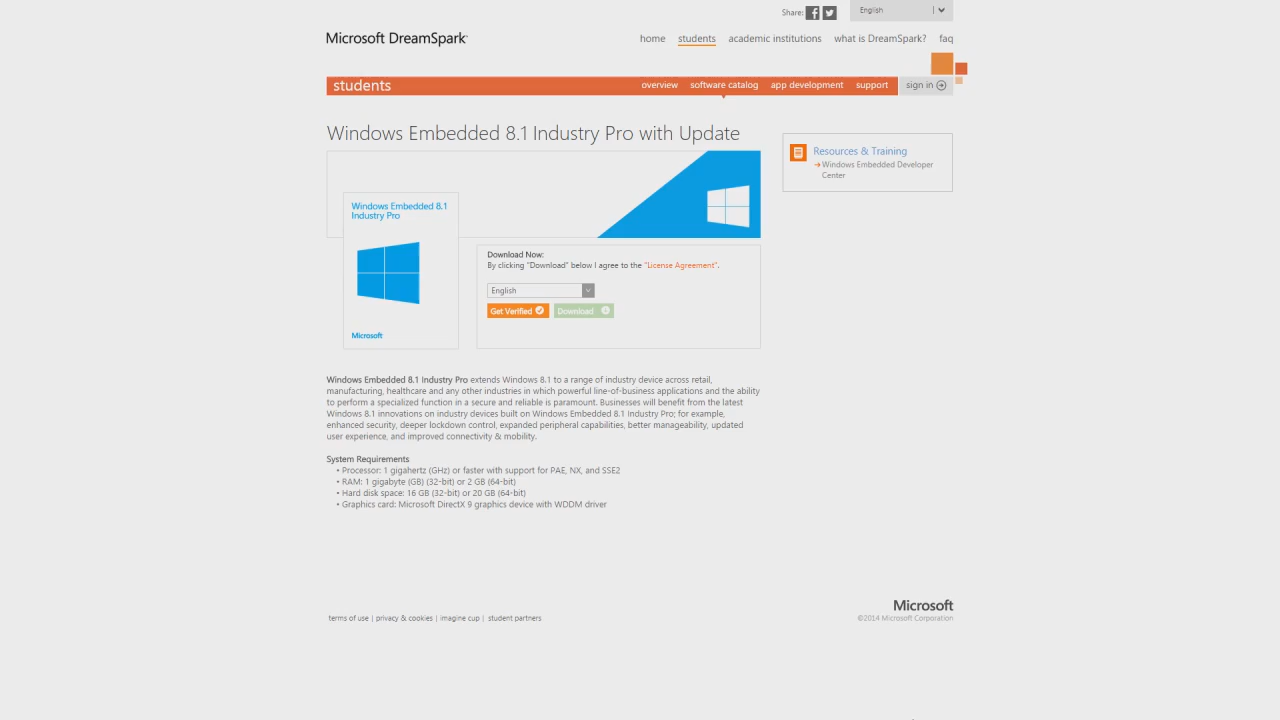 Share:
English
Microsoft DreamSpark
home students academic institutions what is DreamSpark? faq
students
overview software catalog app development support sign in
Windows Embedded 8.1 Industry Pro with Update
Resources & Training
Windows Embedded Developer
Center
Windows Embedded 8.1
Industry Pro
Microsoft
Download Now:
By clicking "Download" below I agree to the "License Agreement".
English
Get Verified Download
Windows Embedded 8.1 Industry Pro extends Windows 8.1 to a range of industry device across retail,
manufacturing, healthcare and any other industries in which powerful line-of-business applications and the ability
to perform a specialized function in a secure and reliable is paramount. Businesses will benefit from the latest
Windows 8.1 innovations on industry devices built on Windows Embedded 8.1 Industry Pro; for example,
enhanced security, deeper lockdown control, expanded peripheral capabilities, better manageability, updated
user experience, and improved connectivity & mobility.
System Requirements
• Processor: 1 gigahertz (GHz) or faster with support for PAE, NX, and SSE2
• RAM: 1 gigabyte (GB) (32-bit) or 2 GB (64-bit)
• Hard disk space: 16 GB (32-bit) or 20 GB (64-bit)
• Graphics card: Microsoft DirectX 9 graphics device with WDDM driver
terms of use | privacy & cookies | imagine cup | student partners
Microsoft
©2014 Microsoft Corporation